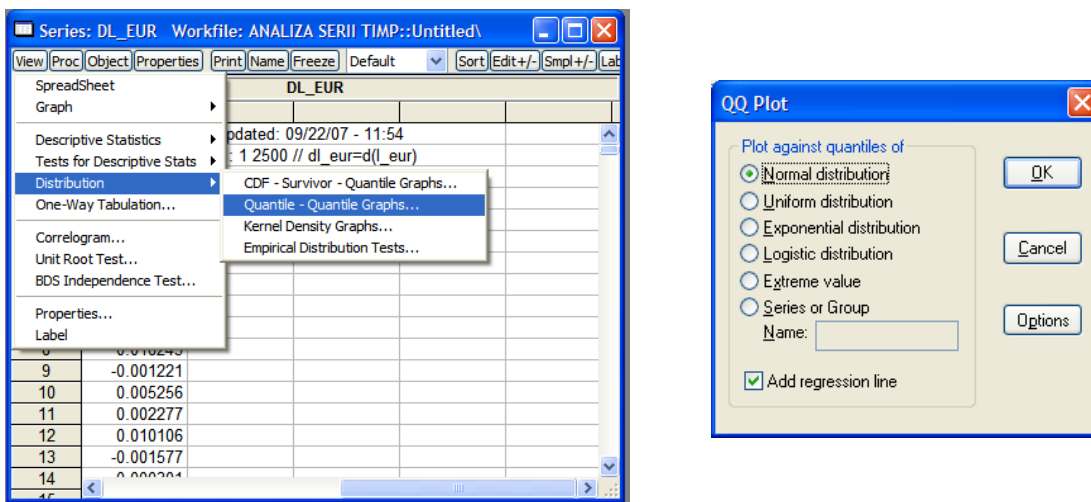 Series: DL_EUR Workfile: ANALIZA SERII TIMP::Untitled\
View Proc Object Properties Print Name Freeze Default Sort Edit+/- Smpl+/-
DL_EUR
SpreadSheet
Graph
Descriptive Statistics
Tests for Descriptive Stats
Distribution
One-Way Tabulation...
Correlogram...
Unit Root Test...
BDS Independence Test...
Properties...
Label
pdated: 09/22/07 - 11:54
: 1 2500 // dl_eur=d(l_eur)
CDF - Survivor - Quantile Graphs...
Quantile - Quantile Graphs...
Kernel Density Graphs...
Empirical Distribution Tests...
9 -0.001221
10 0.005256
11 0.002277
12 0.010106
13 -0.001577
14
QQ Plot
Plot against quantiles of
Normal distribution
Uniform distribution
Exponential distribution
Logistic distribution
Extreme value
Series or Group
Name:
Add regression line
OK
Cancel
Options